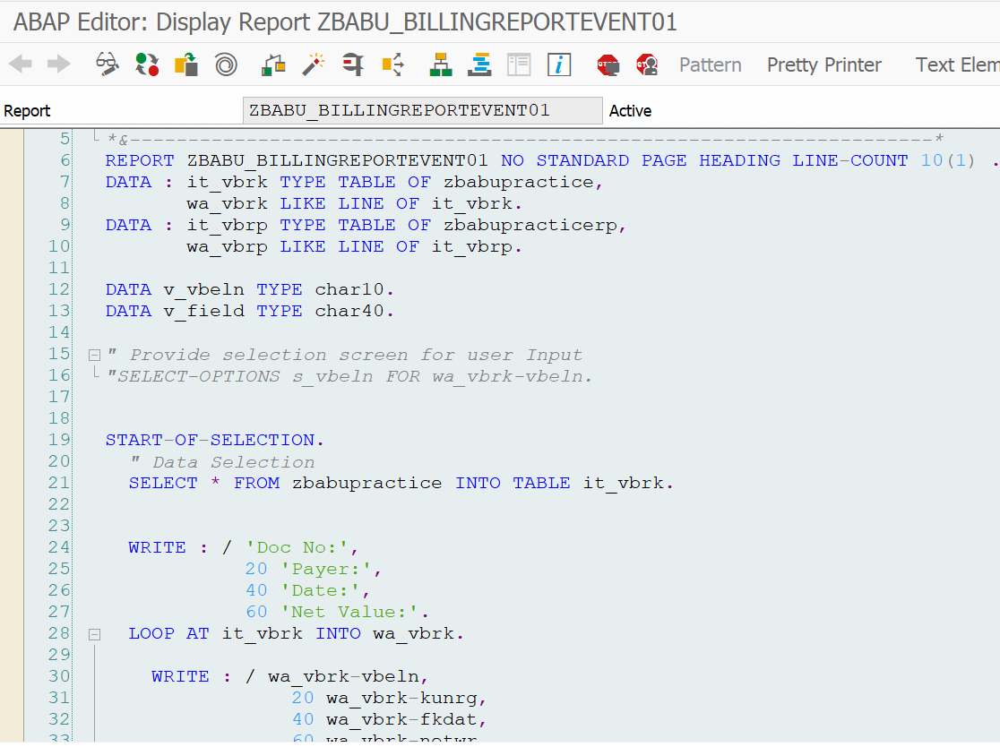 ABAP Editor: Display Report ZBABU_BILLINGREPORTEVENT01
Pattern Pretty Printer Text Elem
Report ZBABU_BILLINGREPORTEVENT01 Active
5 *&---------------------------------------------------------------------*
6 REPORT ZBABU_BILLINGREPORTEVENT01 NO STANDARD PAGE HEADING LINE-COUNT 10(1) .
7 DATA : it_vbrk TYPE TABLE OF zbabupractice,
8 wa_vbrk LIKE LINE OF it_vbrk.
9 DATA : it_vbrp TYPE TABLE OF zbabupracticerp,
10 wa_vbrp LIKE LINE OF it_vbrp.
11
12 DATA v_vbeln TYPE char10.
13 DATA v_field TYPE char40.
14
15 " Provide selection screen for user Input
16 "SELECT-OPTIONS s_vbeln FOR wa_vbrk-vbeln.
17
18
19 START-OF-SELECTION.
20 " Data Selection
21 SELECT * FROM zbabupractice INTO TABLE it_vbrk.
22
23
24 WRITE : / 'Doc No:',
25 20 'Payer:',
26 40 'Date:',
27 60 'Net Value:'.
28 LOOP AT it_vbrk INTO wa_vbrk.
29
30 WRITE : / wa_vbrk-vbeln,
31 20 wa_vbrk-kunrg,
32 40 wa_vbrk-fkdat,
33 60 wa_vbrk-netwr